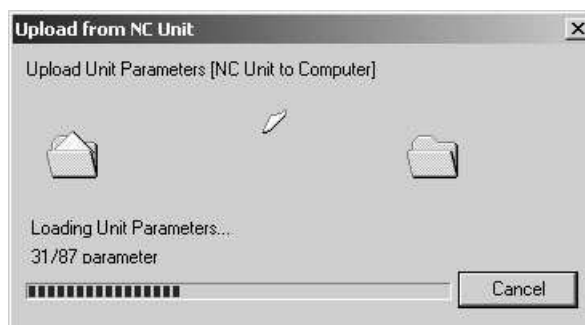 Upload from NC Unit
Upload Unit Parameters [NC Unit to Computer]
Loading Unit Parameters...
31/87 parameter
Cancel